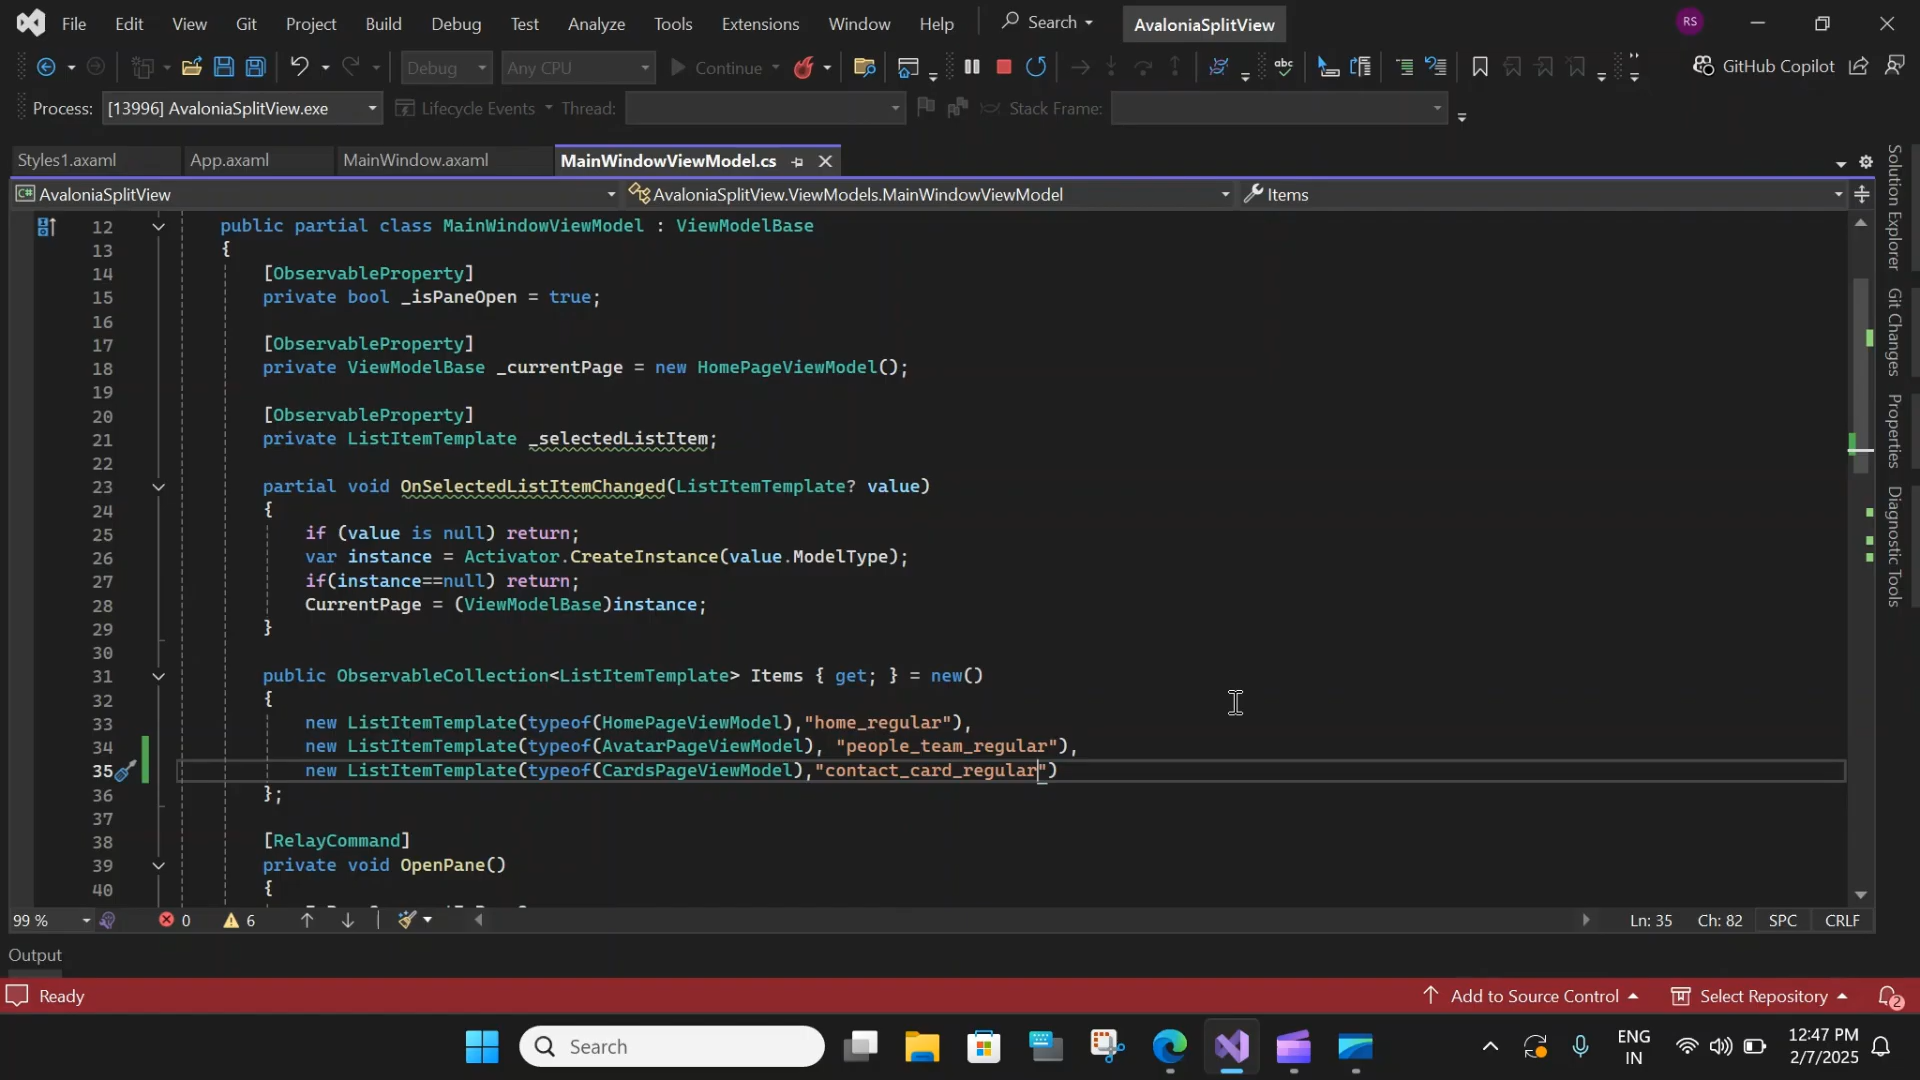 File Edit View Git Project Build Debug Test Analyze Tools Extensions Window Help Search AvaloniaSplitView RS
Debug Any CPU Continue abc GitHub Copilot
Process: [13996] AvaloniaSplitView.exe Lifecycle Events Thread: Stack Frame:
Styles1.axaml App.axaml MainWindow.axaml MainWindowViewModel.cs
C# AvaloniaSplitView AvaloniaSplitView.ViewModels.MainWindowViewModel Items
12 public partial class MainWindowViewModel : ViewModelBase
13 {
14 [ObservableProperty]
15 private bool _isPaneOpen = true;
16
17 [ObservableProperty]
18 private ViewModelBase _currentPage = new HomePageViewModel();
19
20 [ObservableProperty]
21 private ListItemTemplate _selectedListItem;
22
23 partial void OnSelectedListItemChanged(ListItemTemplate? value)
24 {
25 if (value is null) return;
26 var instance = Activator.CreateInstance(value.ModelType);
27 if(instance==null) return;
28 CurrentPage = (ViewModelBase)instance;
29 }
30
31 public ObservableCollection<ListItemTemplate> Items { get; } = new()
32 {
33 new ListItemTemplate(typeof(HomePageViewModel),"home_regular"),
34 new ListItemTemplate(typeof(AvatarPageViewModel), "people_team_regular"),
35 new ListItemTemplate(typeof(CardsPageViewModel),"contact_card_regular")
36 };
37
38 [RelayCommand]
39 private void OpenPane()
40 {
Solution Explorer
Git Changes
Properties
Diagnostic Tools
99 % 0 6 Ln: 35 Ch: 82 SPC CRLF
Output
Ready Add to Source Control Select Repository 2
Search ENG IN 12:47 PM
2/7/2025